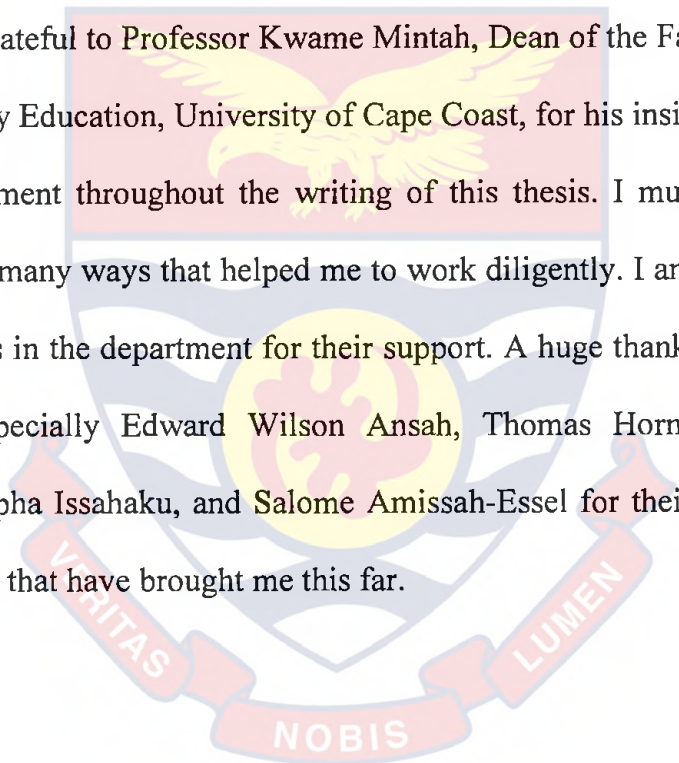 ateful to Professor Kwame Mintah, Dean of the Fa
y Education, University of Cape Coast, for his insi
ment throughout the writing of this thesis. I mu
many ways that helped me to work diligently. I ar
s in the department for their support. A huge thank
pecially Edward Wilson Ansah, Thomas Horn
pha Issahaku, and Salome Amissah-Essel for thei
that have brought me this far.
VERITAS
NOBIS
LUMEN